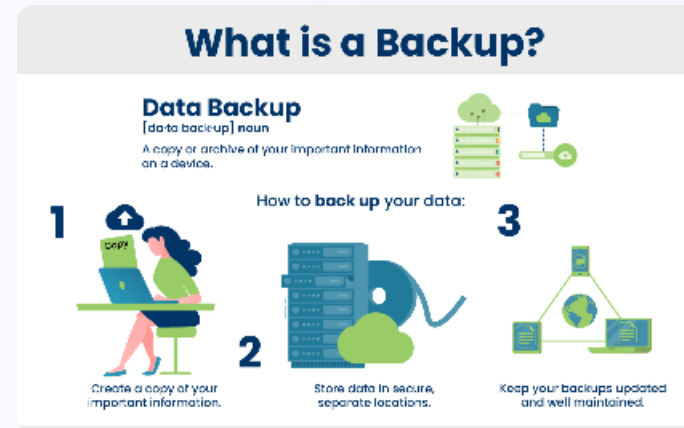 What is a Backup?
Data Backup
[da·ta back·up] noun
A copy or archive of your important information
on a device.
How to back up your data:
1
Copy
Create a copy of your
important information.
2
Store data in secure,
separate locations.
3
Keep your backups updated
and well maintained.